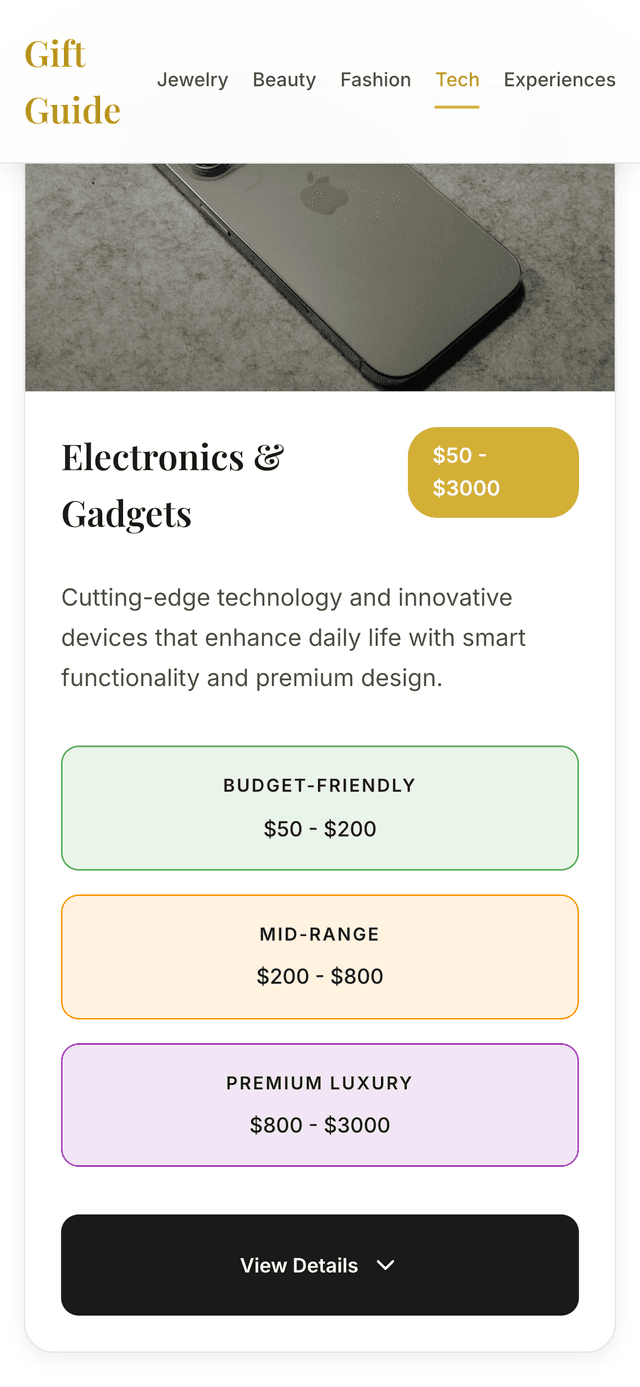 Gift
Guide
Jewelry Beauty Fashion Tech Experiences
Electronics &
Gadgets
$50 -
$3000
Cutting-edge technology and innovative
devices that enhance daily life with smart
functionality and premium design.
BUDGET-FRIENDLY
$50 - $200
MID-RANGE
$200 - $800
PREMIUM LUXURY
$800 - $3000
View Details